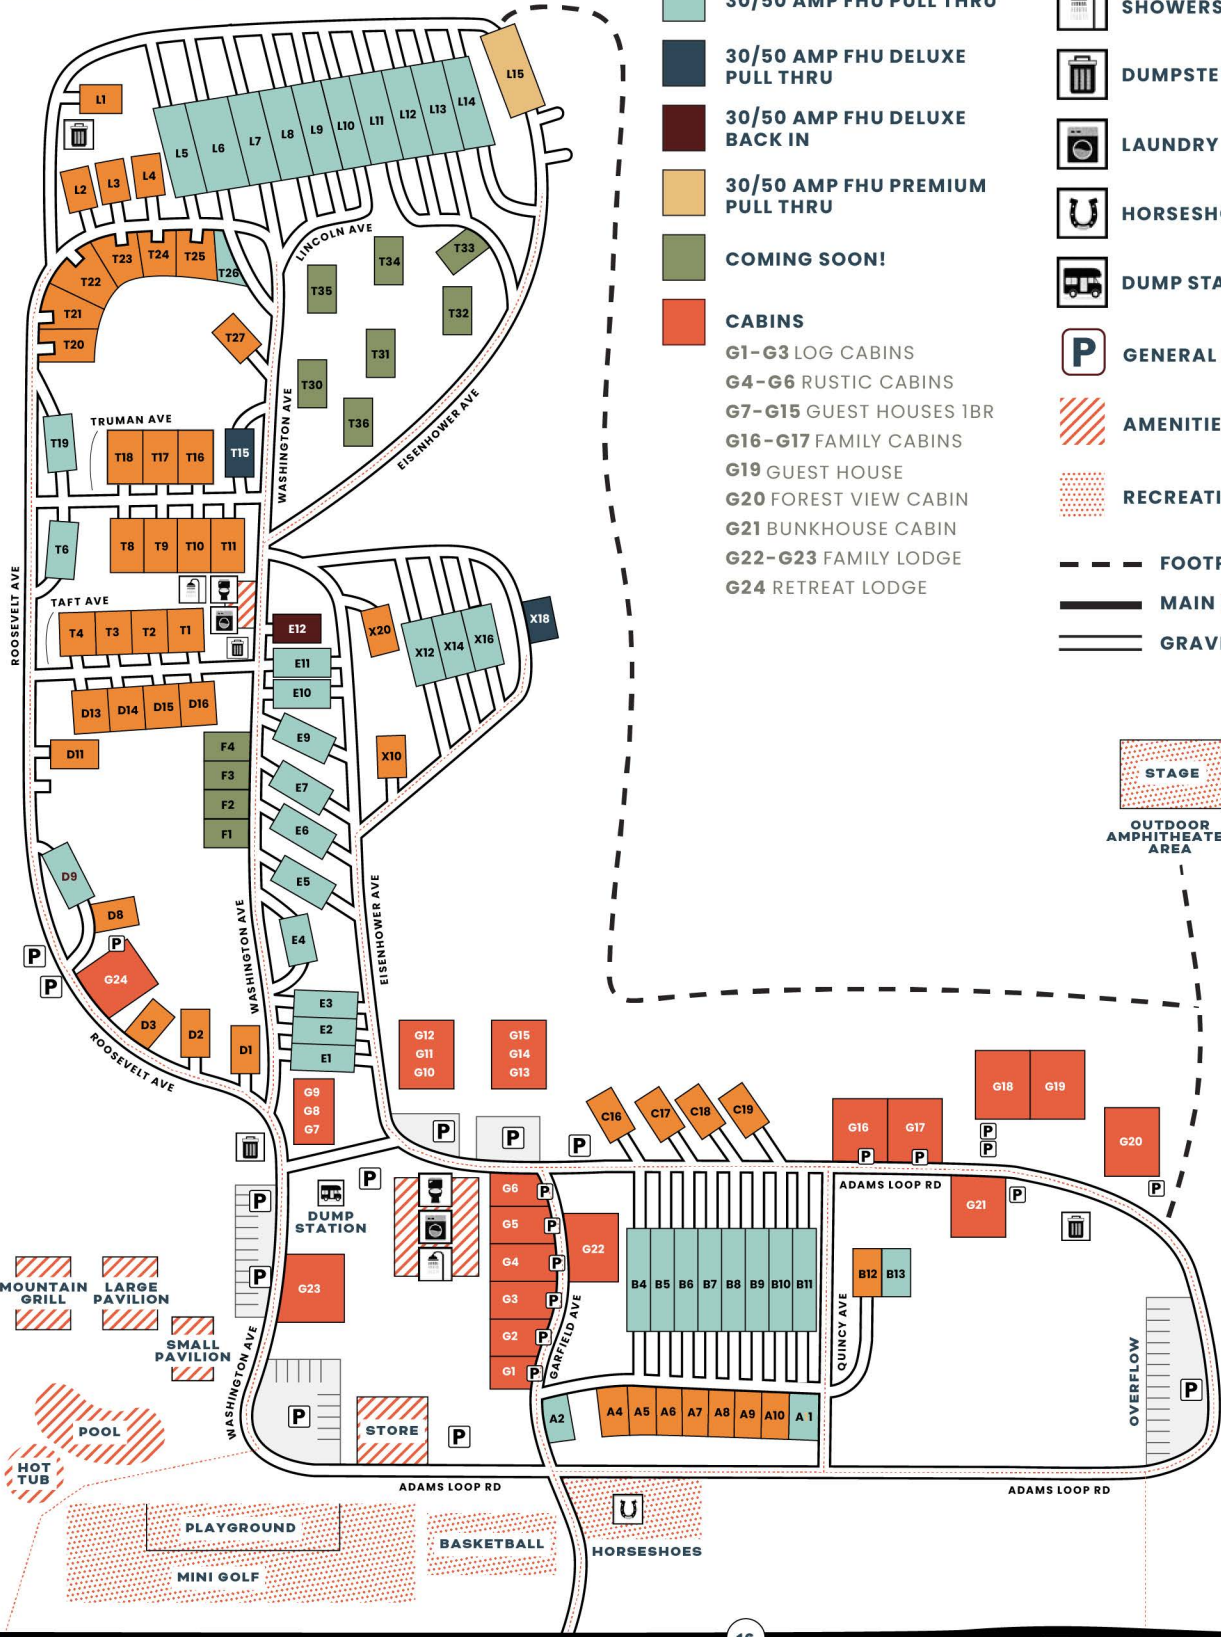 30/50 AMP FHU PULL THRU
30/50 AMP FHU DELUXE
PULL THRU
30/50 AMP FHU DELUXE
BACK IN
30/50 AMP FHU PREMIUM
PULL THRU
COMING SOON!
CABINS
G1-G3 LOG CABINS
G4-G6 RUSTIC CABINS
G7-G15 GUEST HOUSES 1BR
G16-G17 FAMILY CABINS
G19 GUEST HOUSE
G20 FOREST VIEW CABIN
G21 BUNKHOUSE CABIN
G22-G23 FAMILY LODGE
G24 RETREAT LODGE
SHOWERS
DUMPSTE
LAUNDRY
HORSESH
DUMP STA
P GENERAL
AMENITIE
RECREATI
FOOTP
MAIN
GRAV
L15
L1
L5 L6 L7 L8 L9 L10 L11 L12 L13 L14
L2 L3 L4
LINCOLN AVE
T20 T21 T22 T23 T24 T25 T26
T27
T33
T34
T35
T32
T31
T30
T36
EISENHOWER AVE
WASHINGTON AVE
TRUMAN AVE
T19
T18 T17 T16
T15
T6
T8 T9 T10 T11
ROOSEVELT AVE
TAFT AVE
T4 T3 T2 T1
D13 D14 D15 D16
D11
F4
F3
F2
F1
E12
E11
E10
E9
E7
E6
E5
E4
E3
E2
E1
X20
X12 X14 X16
X18
X10
D9
D8
P
P
P
G24
D3
D2
D1
ROOSEVELT AVE
WASHINGTON AVE
EISENHOWER AVE
STAGE
OUTDOOR
AMPHITHEATE
AREA
G12
G11
G10
G15
G14
G13
G9
G8
G7
P
P
P
C16 C17 C18 C19
G16 G17
P
P
G18 G19
P
P
G20
P
G21
P
ADAMS LOOP RD
P
DUMP
STATION
P
P
G23
G6 P
G5 P
G4 P
G3 P
G2 P
G1 P
G22
GARFIELD AVE
B4 B5 B6 B7 B8 B9 B10 B11
B12 B13
QUINCY AVE
A2
A4 A5 A6 A7 A8 A9 A10 A 1
OVERFLOW
P
MOUNTAIN
GRILL
LARGE
PAVILION
SMALL
PAVILION
WASHINGTON AVE
POOL
HOT
TUB
P
STORE
P
ADAMS LOOP RD
ADAMS LOOP RD
PLAYGROUND
MINI GOLF
BASKETBALL
HORSESHOES